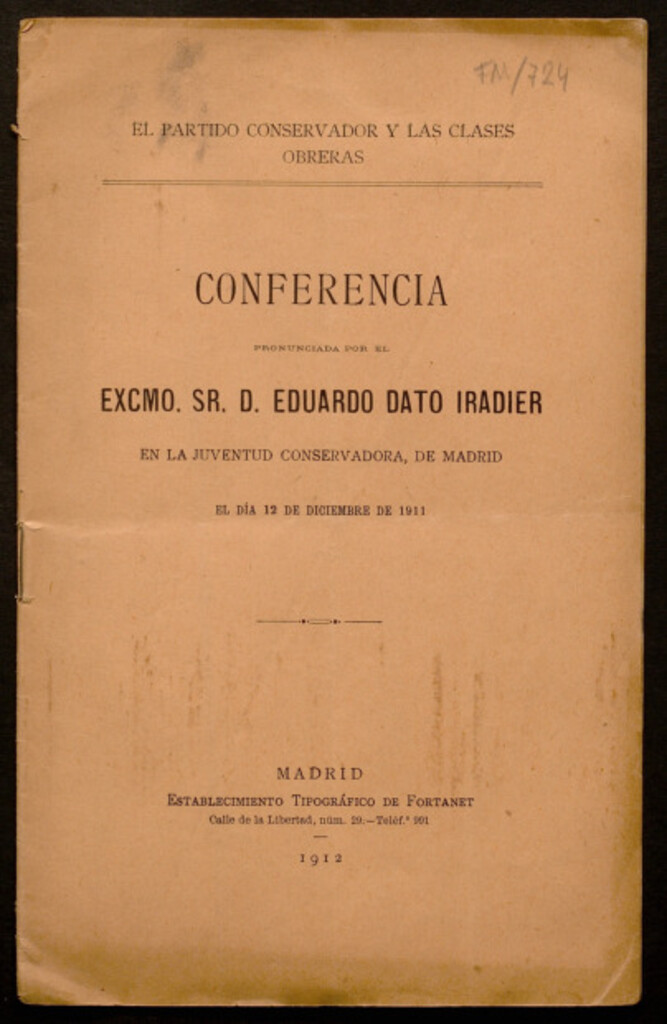 FM/724
EL PARTIDO CONSERVADOR Y LAS CLASES
OBRERAS
CONFERENCIA
PRONUNCIADA POR EL
EXCMO. SR. D. EDUARDO DATO IRADIER
EN LA JUVENTUD CONSERVADORA, DE MADRID
EL DÍA 12 DE DICIEMBRE DE 1911
MADRID
ESTABLECIMIENTO TIPOGRÁFICO DE FORTANET
Calle de la Libertad, núm. 29.—Teléf.º 991
1912